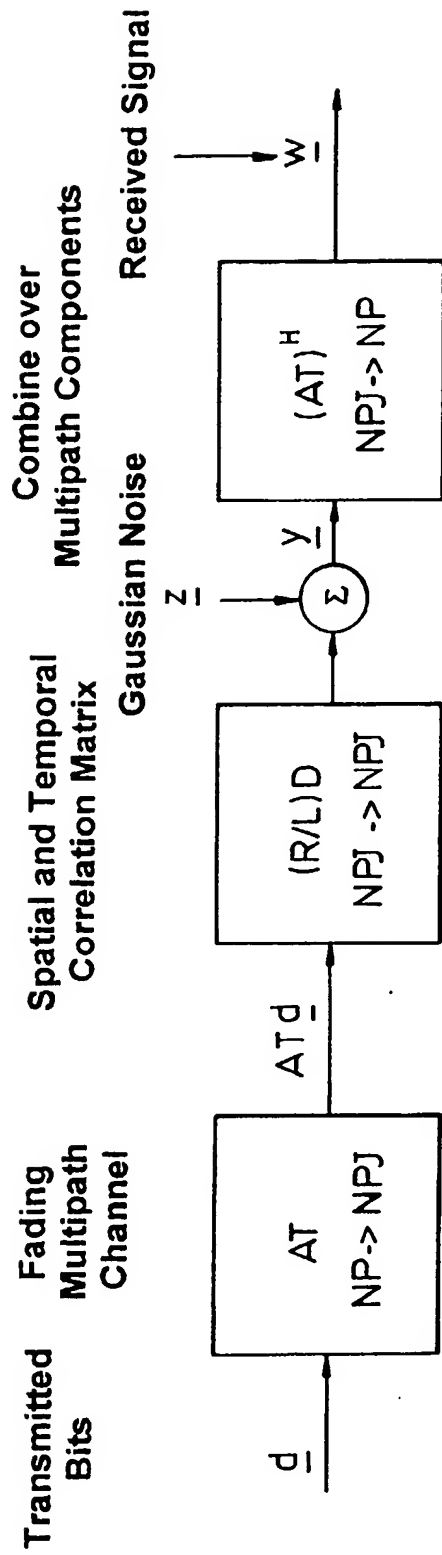 Transmitted
Bits
Fading
Multipath
Channel
Spatial and Temporal
Correlation Matrix
Combine over
Multipath Components
Gaussian Noise
Received Signal
d
AT
NP-> NPJ
ATd
(R/L)D
NPJ -> NPJ
z
Σ
y
(AT)H
NPJ-> NP
w